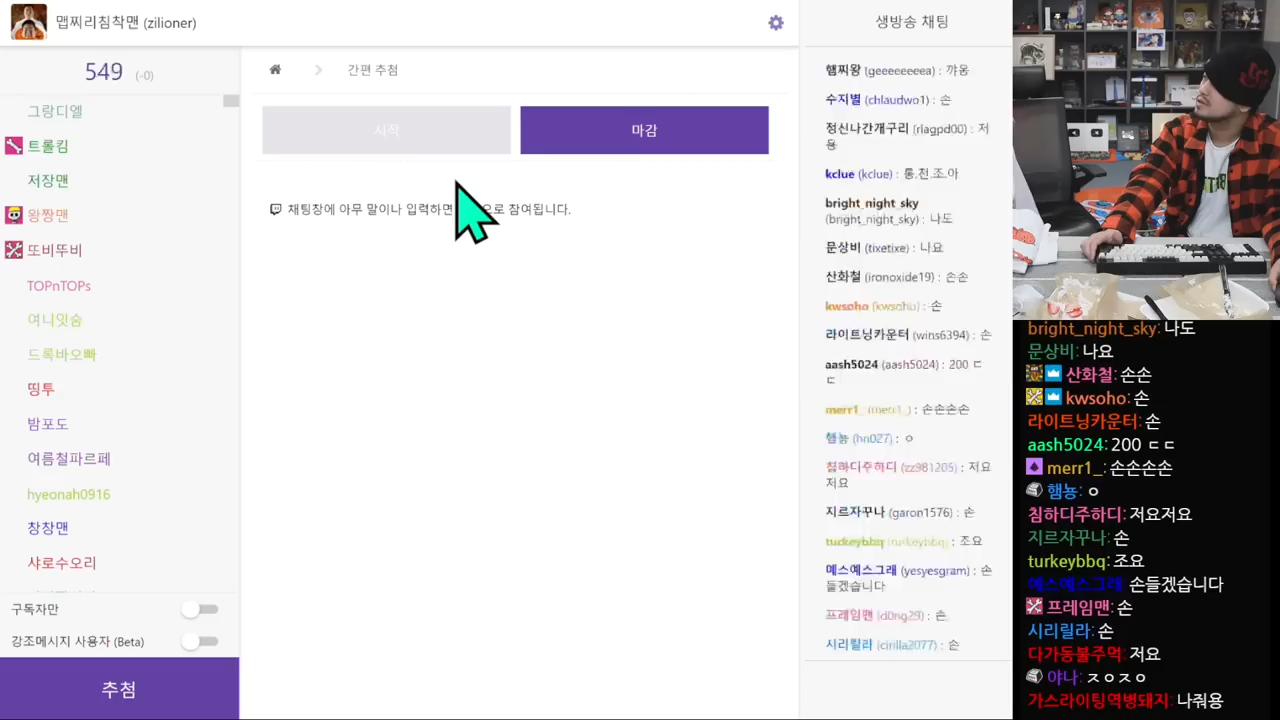 맵찌리침착맨 (zilioner)
549 (-0)
그랑디엘
트롤킴
저장맨
왕짱맨
또비뚜비
TOPnTOPs
여니잇숨
드록바오빠
띵투
밤포도
여름철파르페
hyeonah0916
창창맨
샤로수오리
구독자만
강조메시지 사용자 (Beta)
추첨
간편 추첨
시작
마감
채팅창에 아무 말이나 입력하면 으로 참여됩니다.
생방송 채팅
햄찌왕 (geeeeeeea) : 꺄웅
수지별 (chlaudwo1) : 손
청신나간개구리 (rlagpd00) : 저
용
kclue (kclue) : 통.천.조.아
bright_night_sky
(bright_night_sky) : 나도
문상비 (tixetixe) : 나요
산화철 (ironoxide19) : 손손
kwsoho (kwsohu) : 손
라이트닝카운터 (wins6394) : 손
aash5024 (aash5024) : 200 ㄷ
ㄷ
merr1_ (merr1_) : 손손손손
햄뇽 (hn027) : ㅇ
침하디주하디 (zz981205) : 저요
저요
지르자꾸나 (garon1576) : 손
turkeybbq (turkeybbq) : 조요
예스예스그래 (yesyesgram) : 손
들겠습니다
프레임맨 (d0ng29) : 손
시리릴라 (cirilla2077) : 손
bright_night_sky: 나도
문상비: 나요
산화철: 손손
kwsoho: 손
라이트닝카운터: 손
aash5024: 200 ㄷㄷ
merr1_: 손손손손
햄뇽: ㅇ
침하디주하디: 저요저요
지르자꾸나: 손
turkeybbq: 조요
예스예스그래: 손들겠습니다
프레임맨: 손
시리릴라: 손
다가동불주먹: 저요
야나: ㅈㅇㅈㅇ
가스라이팅역병돼지: 나줘용